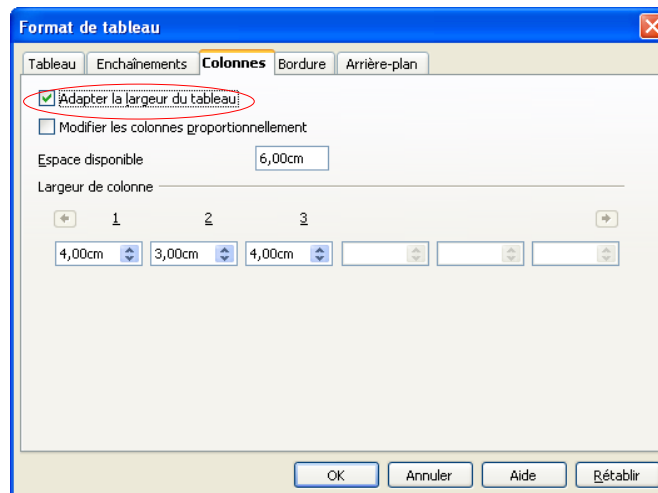 Format de tableau
Tableau Enchaînements Colonnes Bordure Arrière-plan
Adapter la largeur du tableau
Modifier les colonnes proportionnellement
Espace disponible 6,00cm
Largeur de colonne
1 2 3
4,00cm 3,00cm 4,00cm
OK Annuler Aide Rétablir